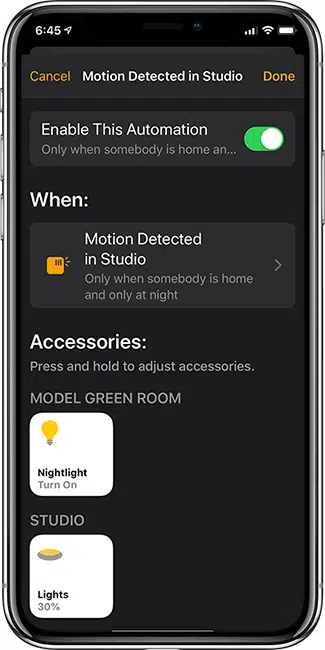 6:45
Cancel Motion Detected in Studio Done
Enable This Automation
Only when somebody is home an...
When:
Motion Detected
in Studio
Only when somebody is home
and only at night
Accessories:
Press and hold to adjust accessories.
MODEL GREEN ROOM
Nightlight
Turn On
STUDIO
Lights
30%